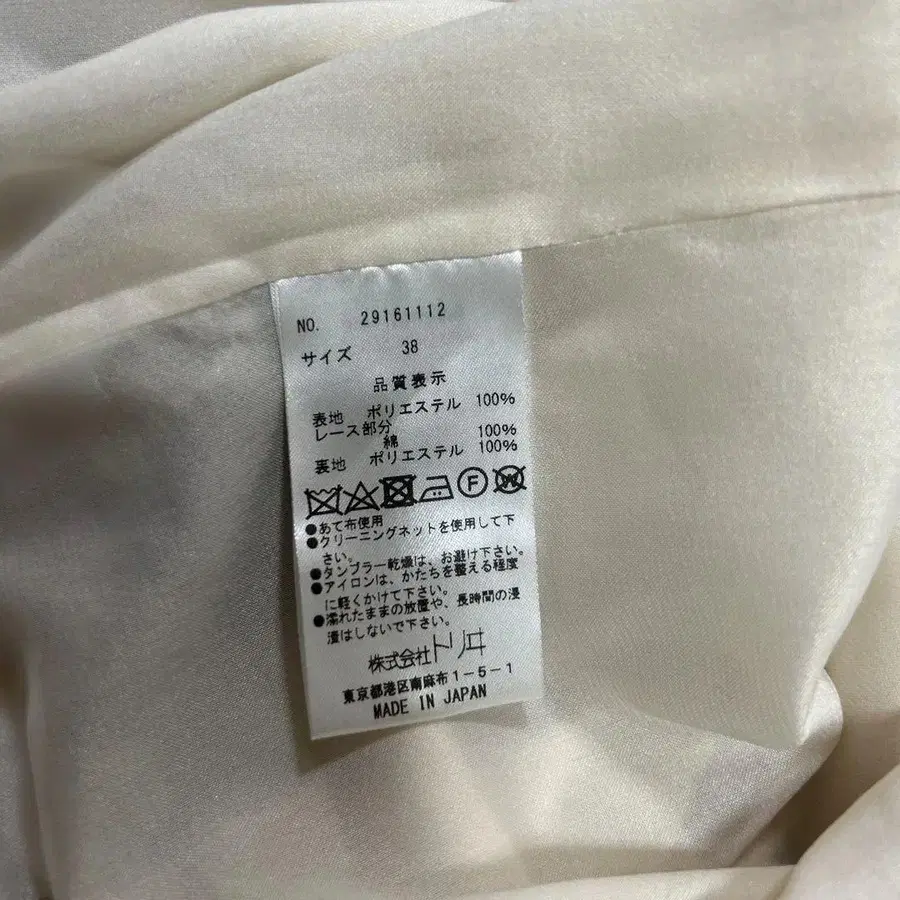 NO. 29161112
サイズ 38
品質表示
表地 ポリエステル 100%
レース部分
綿 100%
裏地 ポリエステル 100%
F W
●あて布使用
●クリーニングネットを使用して下
さい。
●タンブラー乾燥は、お避け下さい。
●アイロンは、かたちを整える程度
に軽くかけて下さい。
●濡れたままの放置や、長時間の浸
漬はしないで下さい。
株式会社トリヰ
東京都港区南麻布1-5-1
MADE IN JAPAN